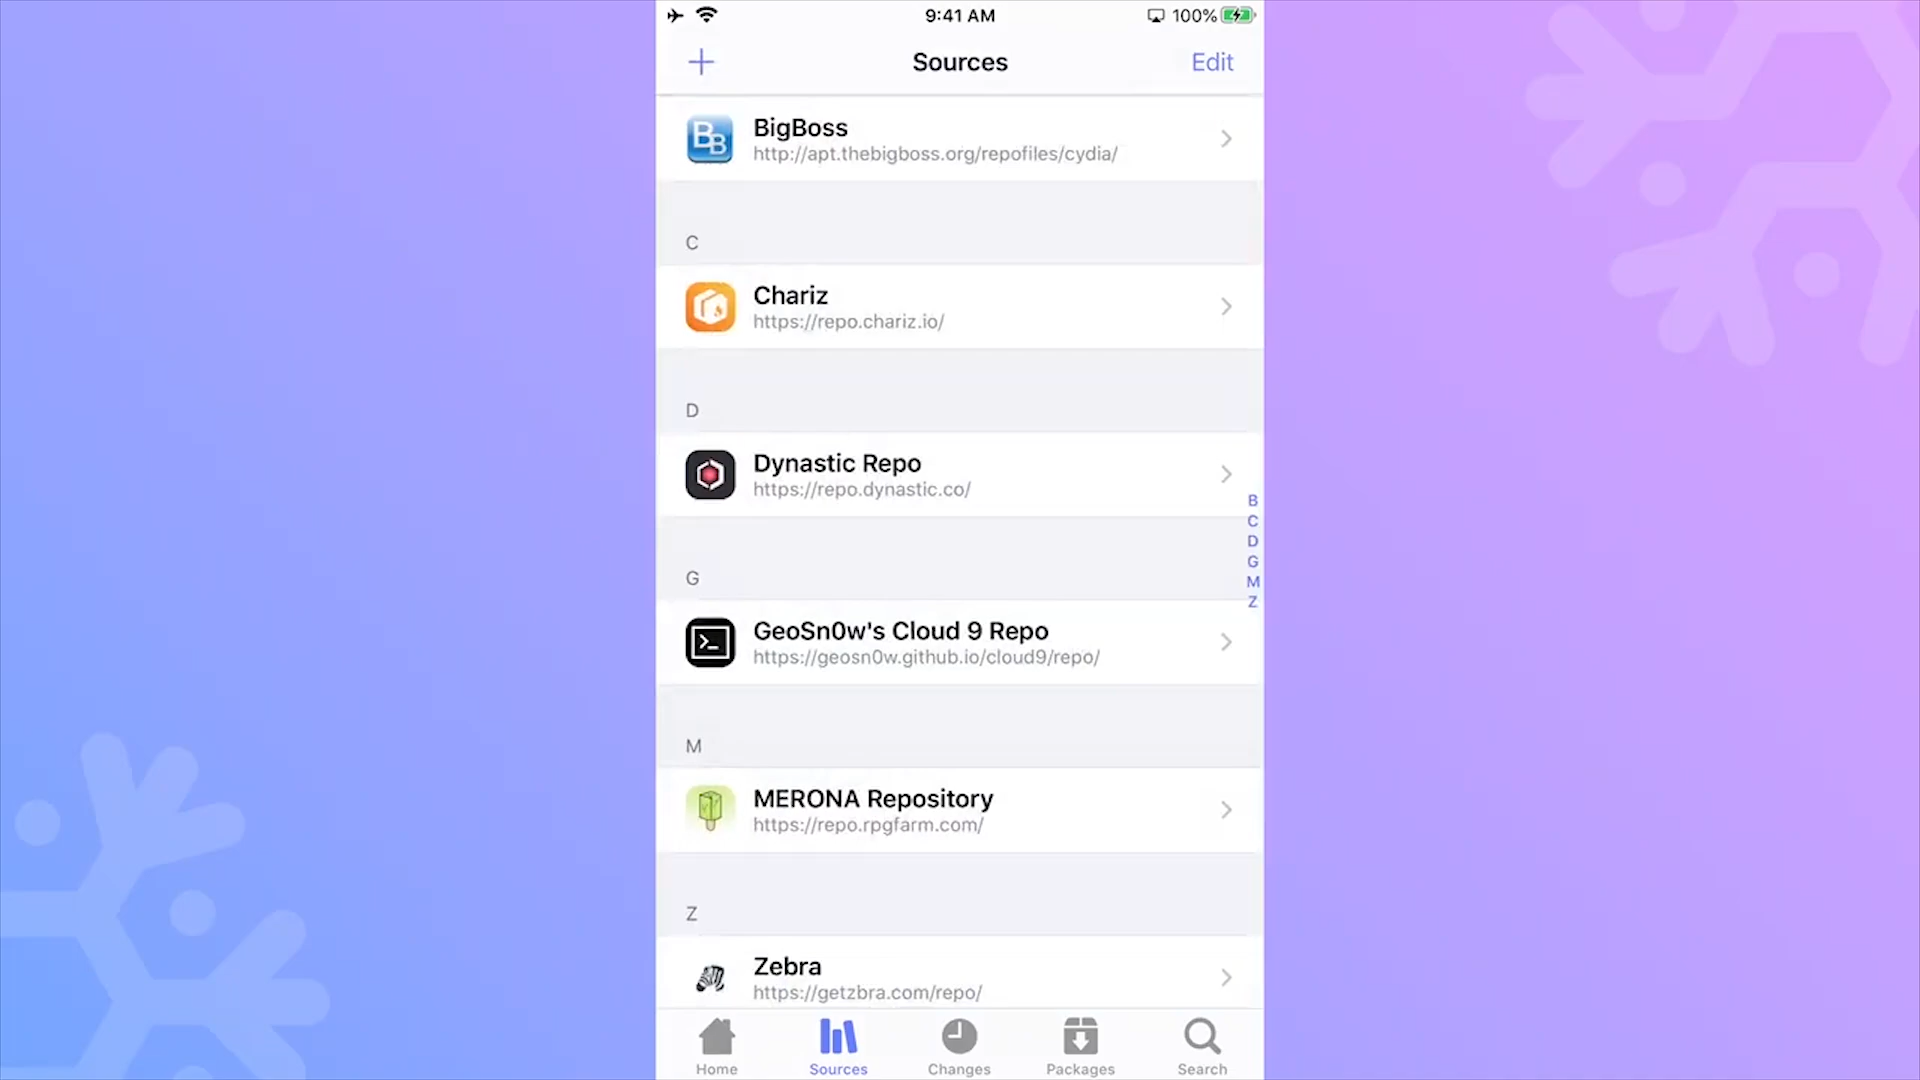 9:41 AM
100%
Sources
Edit
BB
BigBoss
http://apt.thebigboss.org/repofiles/cydia/
C
Chariz
https://repo.chariz.io/
D
Dynastic Repo
https://repo.dynastic.co/
G
GeoSn0w's Cloud 9 Repo
https://geosn0w.github.io/cloud9/repo/
M
MERONA Repository
https://repo.rpgfarm.com/
Z
Zebra
https://getzbra.com/repo/
B
C
D
G
M
Z
Home
Sources
Changes
Packages
Search